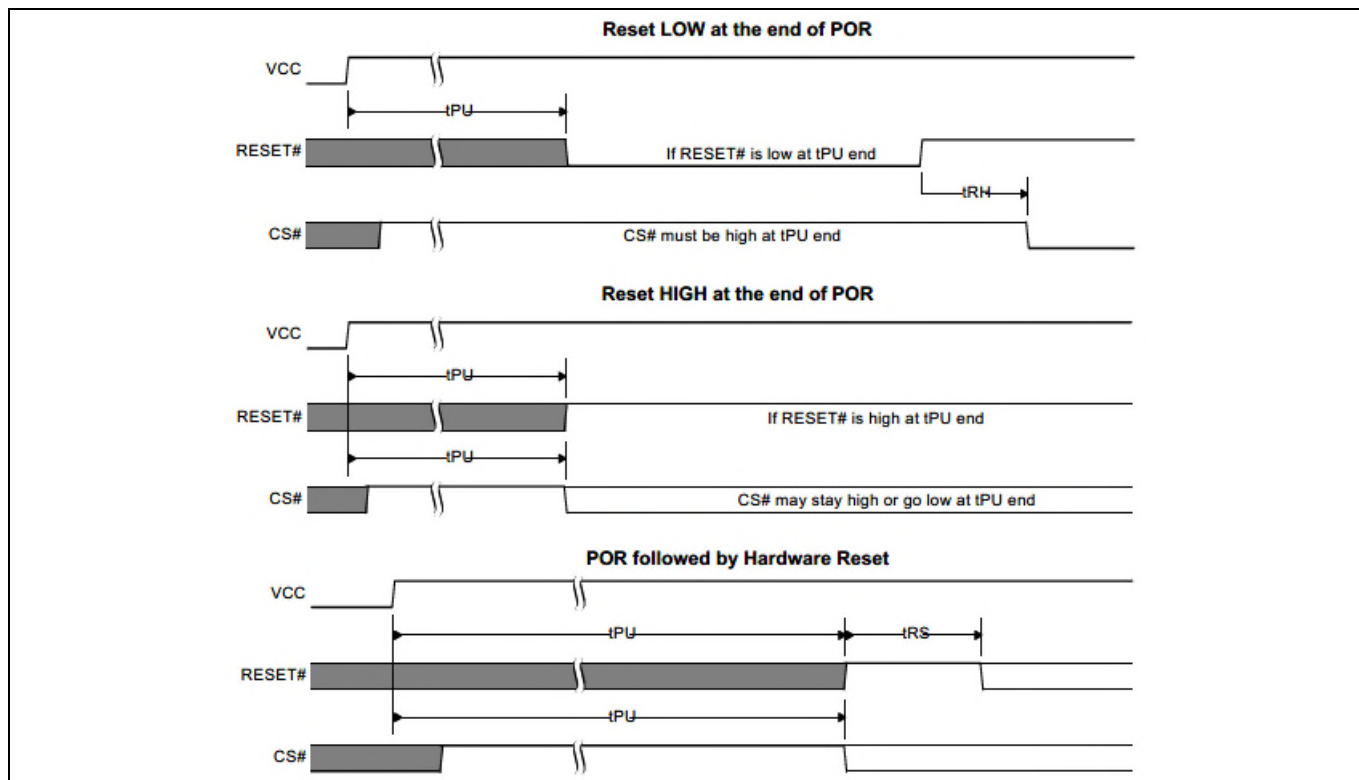 Reset LOW at the end of POR
VCC
tPU
RESET#
If RESET# is low at tPU end
tRH
CS#
CS# must be high at tPU end
Reset HIGH at the end of POR
VCC
tPU
RESET#
If RESET# is high at tPU end
tPU
CS#
CS# may stay high or go low at tPU end
POR followed by Hardware Reset
VCC
tPU
tRS
RESET#
tPU
CS#